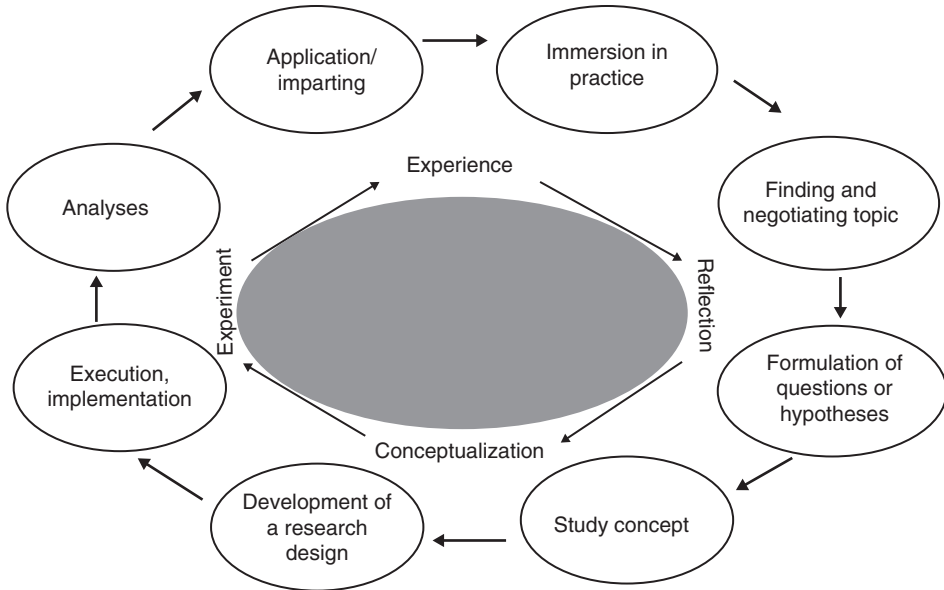 Application/
imparting
Immersion in
practice
Finding and
negotiating topic
Formulation of
questions or
hypotheses
Study concept
Development of
a research
design
Execution,
implementation
Analyses
Experience
Reflection
Conceptualization
Experiment